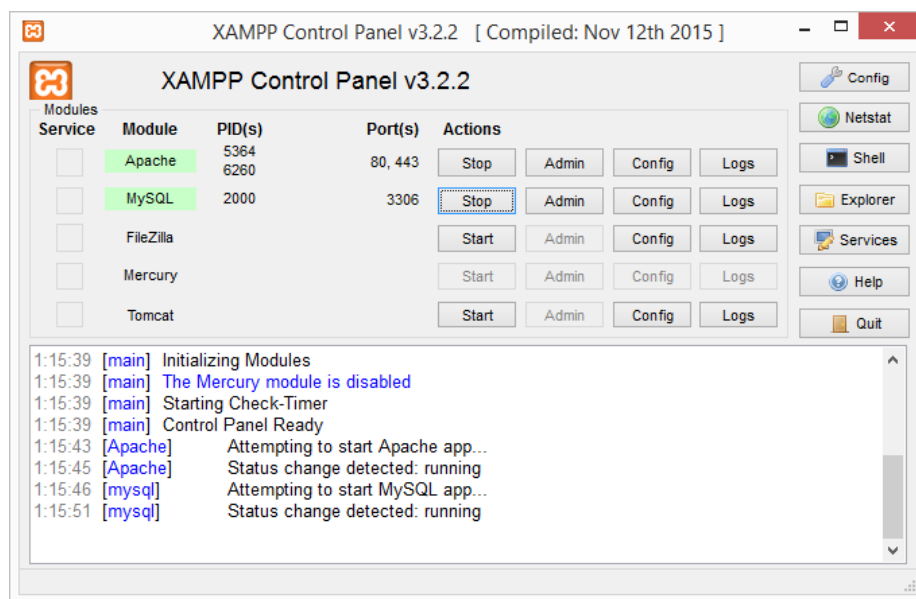 XAMPP Control Panel v3.2.2 [ Compiled: Nov 12th 2015 ]
XAMPP Control Panel v3.2.2
Config
Modules
Service Module PID(s) Port(s) Actions
Netstat
Apache 5364 6260 80, 443 Stop Admin Config Logs
Shell
MySQL 2000 3306 Stop Admin Config Logs
Explorer
FileZilla Start Admin Config Logs
Services
Mercury Start Admin Config Logs
Help
Tomcat Start Admin Config Logs
Quit
1:15:39 [main] Initializing Modules
1:15:39 [main] The Mercury module is disabled
1:15:39 [main] Starting Check-Timer
1:15:39 [main] Control Panel Ready
1:15:43 [Apache] Attempting to start Apache app...
1:15:45 [Apache] Status change detected: running
1:15:46 [mysql] Attempting to start MySQL app...
1:15:51 [mysql] Status change detected: running